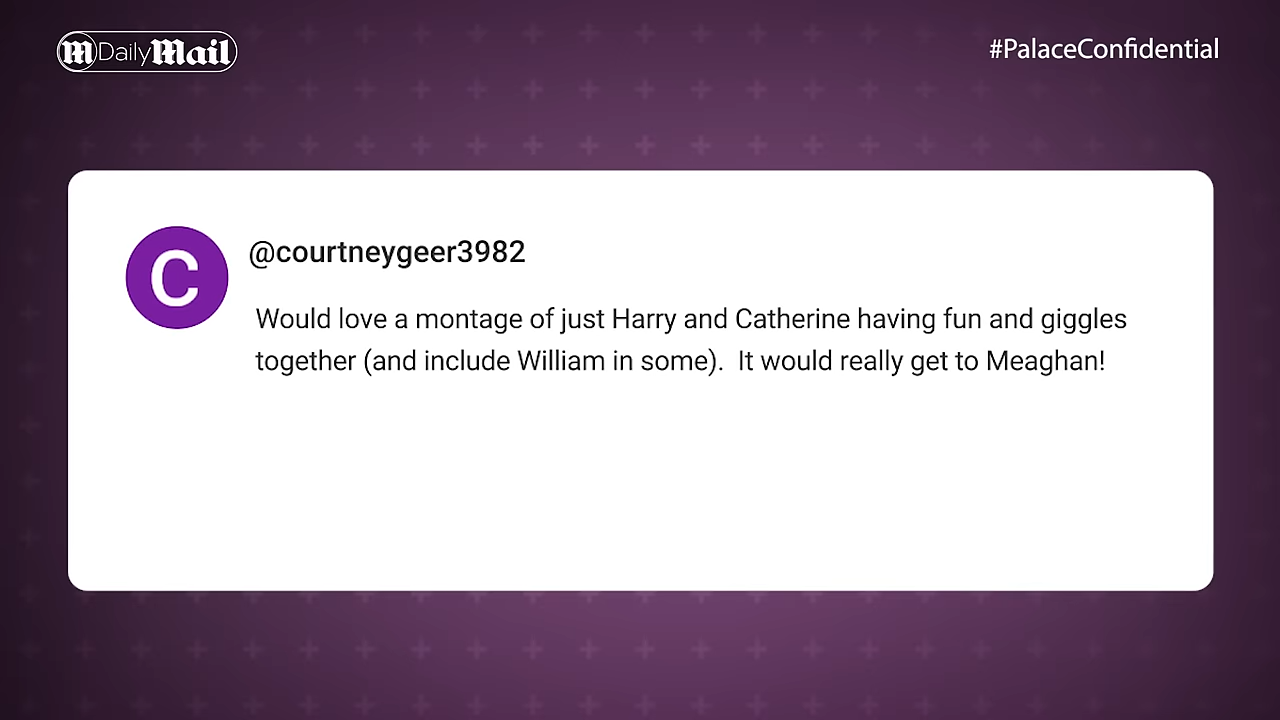 M Daily Mail
#PalaceConfidential
C
@courtneygeer3982
Would love a montage of just Harry and Catherine having fun and giggles
together (and include William in some).  It would really get to Meaghan!